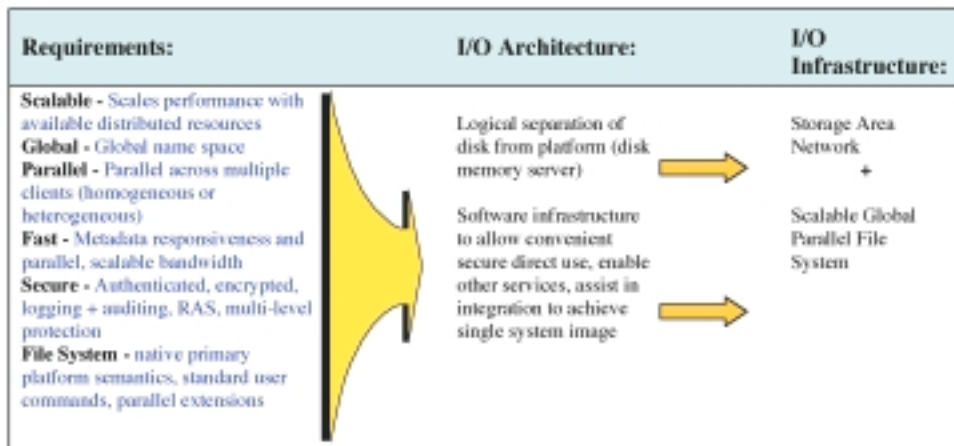 Requirements:
I/O Architecture:
I/O
Infrastructure:
Scalable - Scales performance with
available distributed resources
Global - Global name space
Parallel - Parallel across multiple
clients (homogeneous or
heterogeneous)
Fast - Metadata responsiveness and
parallel, scalable bandwidth
Secure - Authenticated, encrypted,
logging + auditing, RAS, multi-level
protection
File System - native primary
platform semantics, standard user
commands, parallel extensions
Logical separation of
disk from platform (disk
memory server)
Software infrastructure
to allow convenient
secure direct use, enable
other services, assist in
integration to achieve
single system image
Storage Area
Network
+
Scalable Global
Parallel File
System